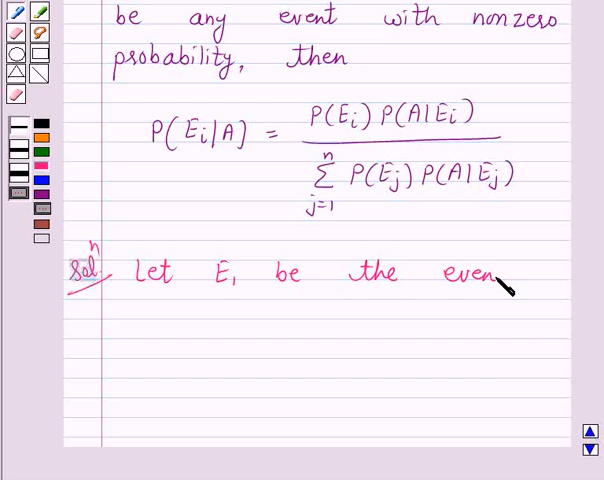 be any event with nonzero
probability, then
P(Ei|A) = P(Ei) P(A|Ei) / n Σ j=1 P(Ej) P(A|Ej)
Solⁿ Let E₁ be the even